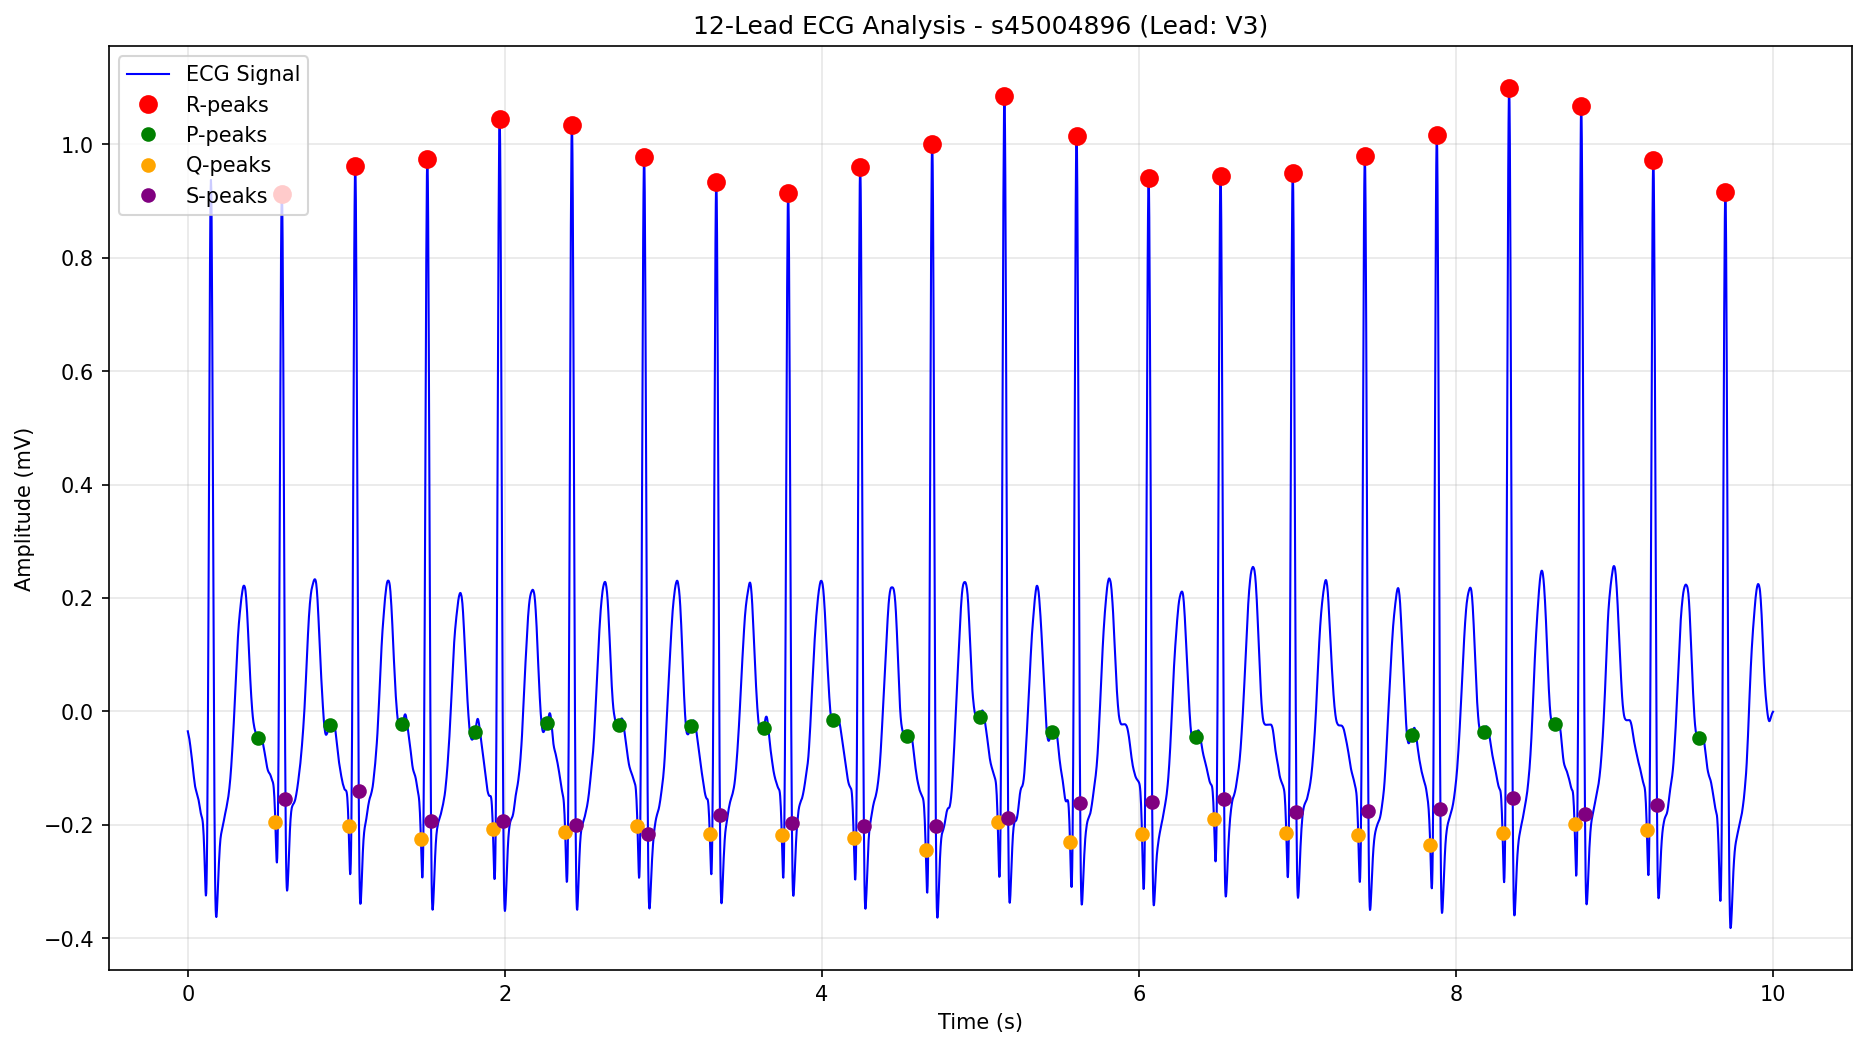 12-Lead ECG Analysis - s45004896 (Lead: V3)
ECG Signal
R-peaks
P-peaks
Q-peaks
S-peaks
Amplitude (mV)
1.0
0.8
0.6
0.4
0.2
0.0
−0.2
−0.4
0 2 4 6 8 10
Time (s)